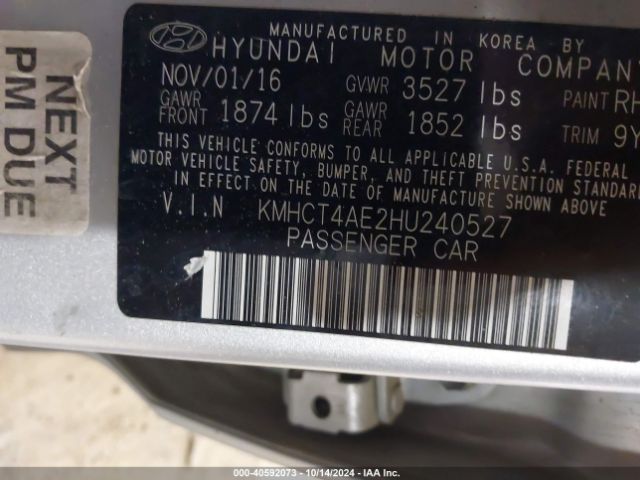 MANUFACTURED IN KOREA BY
HYUNDAI MOTOR COMPANY
NOV/01/16 GVWR 3527 lbs PAINT RH
GAWR FRONT 1874 lbs GAWR REAR 1852 lbs TRIM 9Y
THIS VEHICLE CONFORMS TO ALL APPLICABLE U.S.A. FEDERAL
MOTOR VEHICLE SAFETY, BUMPER, AND THEFT PREVENTION STANDARD
IN EFFECT ON THE DATE OF MANUFACTURE SHOWN ABOVE
V.I.N KMHCT4AE2HU240527
PASSENGER CAR
NEXT
PM DUE
000-40592073 - 10/14/2024 - IAA Inc.